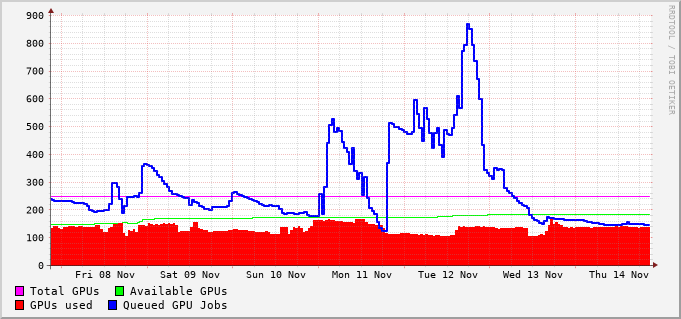 900
800
700
600
500
400
300
200
100
0
Fri 08 Nov Sat 09 Nov Sun 10 Nov Mon 11 Nov Tue 12 Nov Wed 13 Nov Thu 14 Nov
Total GPUs Available GPUs
GPUs used Queued GPU Jobs
RRDTOOL / TOBI OETIKER